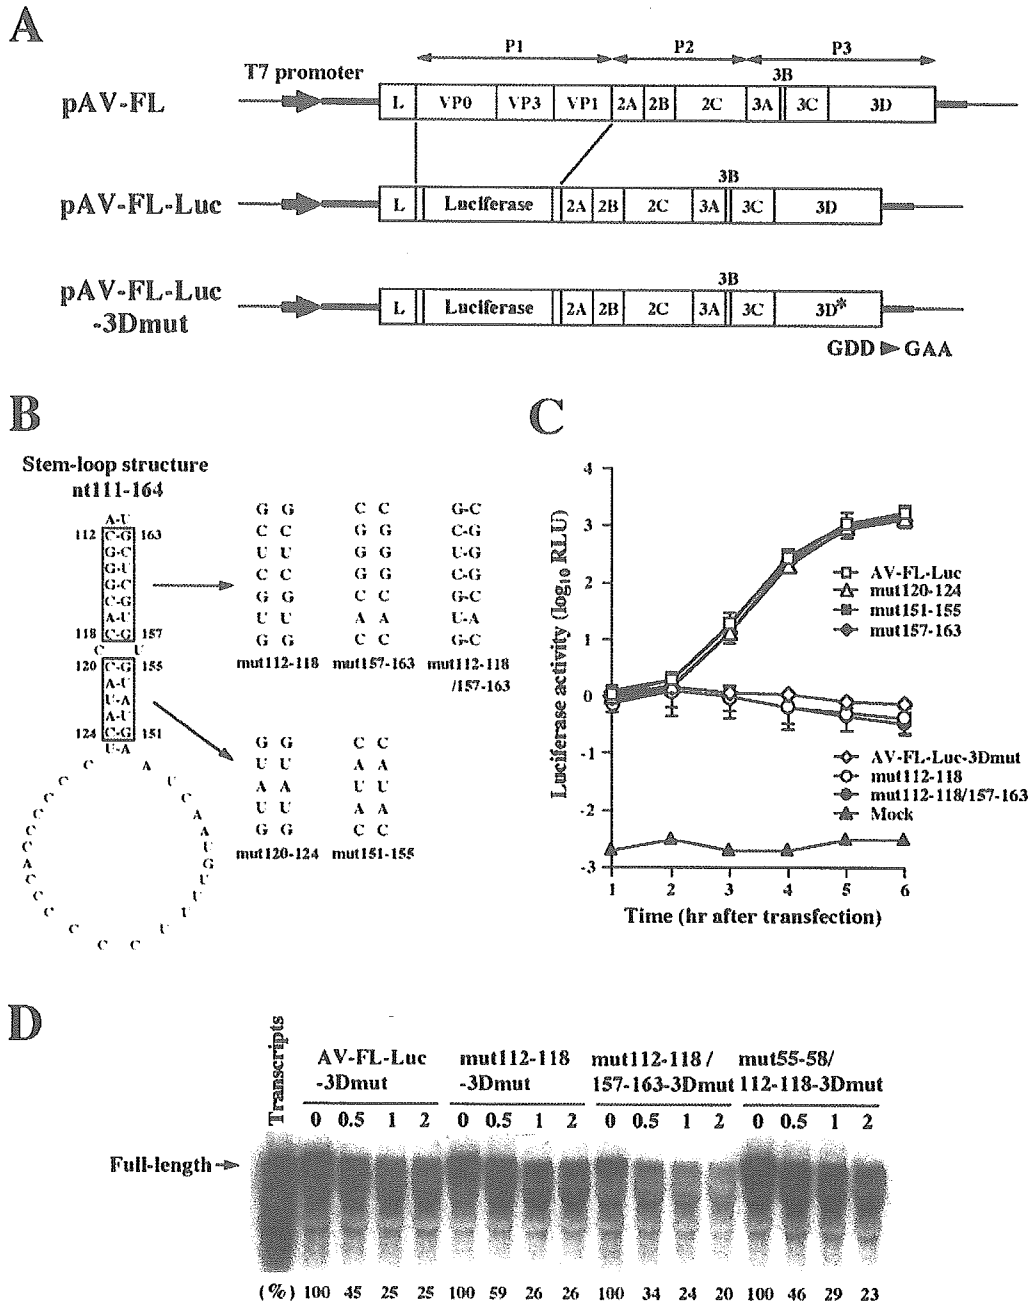 A
P1 P2 P3
T7 promoter
3B
pAV-FL
L VP0 VP3 VP1 2A 2B 2C 3A 3C 3D
3B
pAV-FL-Luc
L Luciferase 2A 2B 2C 3A 3C 3D
3B
pAV-FL-Luc
-3Dmut
L Luciferase 2A 2B 2C 3A 3C 3D*
GDD GAA
B
Stem-loop structure
nt111-164
A-U
112 C-G 163
G-C
G-U
G-C
C-G
A-U
118 C-G 157
C U
120 C-G 155
A-U
U-A
A-U
124 C-G 151
U-A
C A
C U
C C
C A
C A
C U
A G
C U
C U
C U
C U
C C
G G C C G-C
C C G G C-G
U U G G U-G
C C G G C-G
G G C C G-C
U U A A U-A
G G C C G-C
mut112-118 mut157-163 mut112-118
/157-163
G G C C
U U A A
A A U U
U U A A
G G C C
mut120-124 mut151-155
C
Luciferase activity (log10 RLU)
4
3
2
1
0
-1
-2
-3
1 2 3 4 5 6
Time (hr after transfection)
AV-FL-Luc
mut120-124
mut151-155
mut157-163
AV-FL-Luc-3Dmut
mut112-118
mut112-118/157-163
Mock
D
Transcripts
AV-FL-Luc
-3Dmut
mut112-118
-3Dmut
mut112-118 /
157-163-3Dmut
mut55-58/
112-118-3Dmut
0 0.5 1 2 0 0.5 1 2 0 0.5 1 2 0 0.5 1 2
Full-length
(%) 100 45 25 25 100 59 26 26 100 34 24 20 100 46 29 23